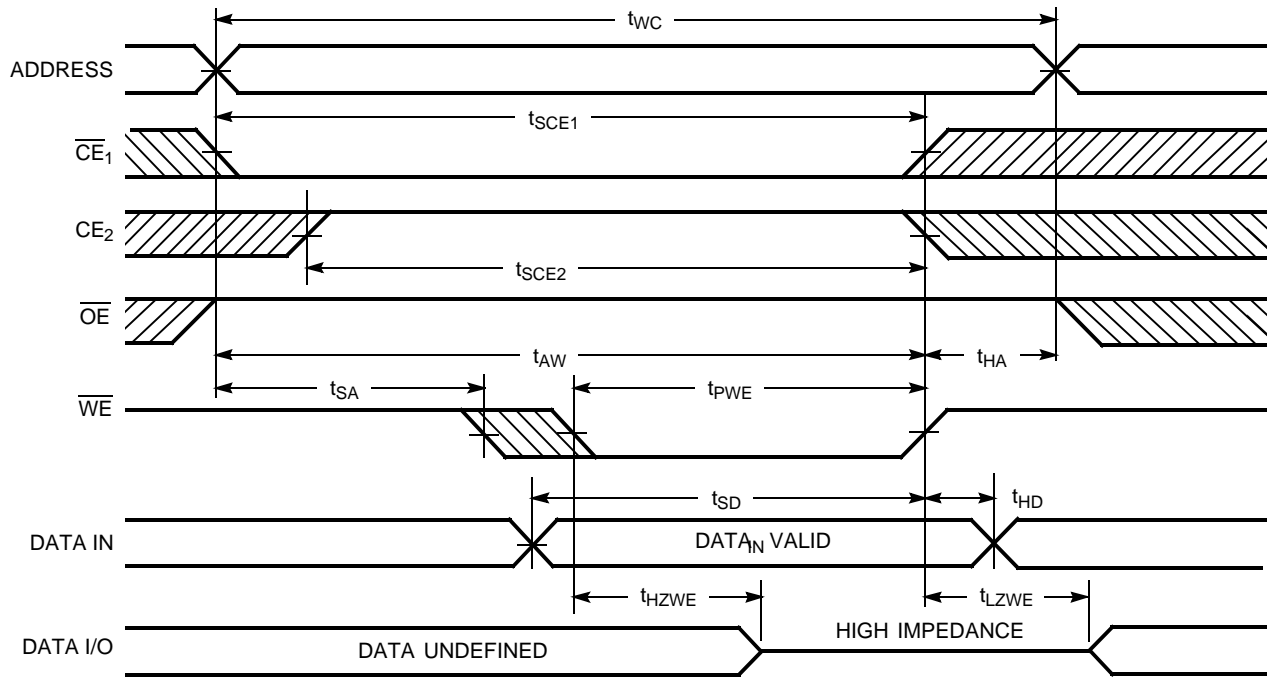 tWC
ADDRESS
tSCE1
CE1
CE2
tSCE2
OE
tAW
tHA
tSA
tPWE
WE
tSD
tHD
DATA IN
DATAIN VALID
tHZWE
tLZWE
HIGH IMPEDANCE
DATA I/O
DATA UNDEFINED